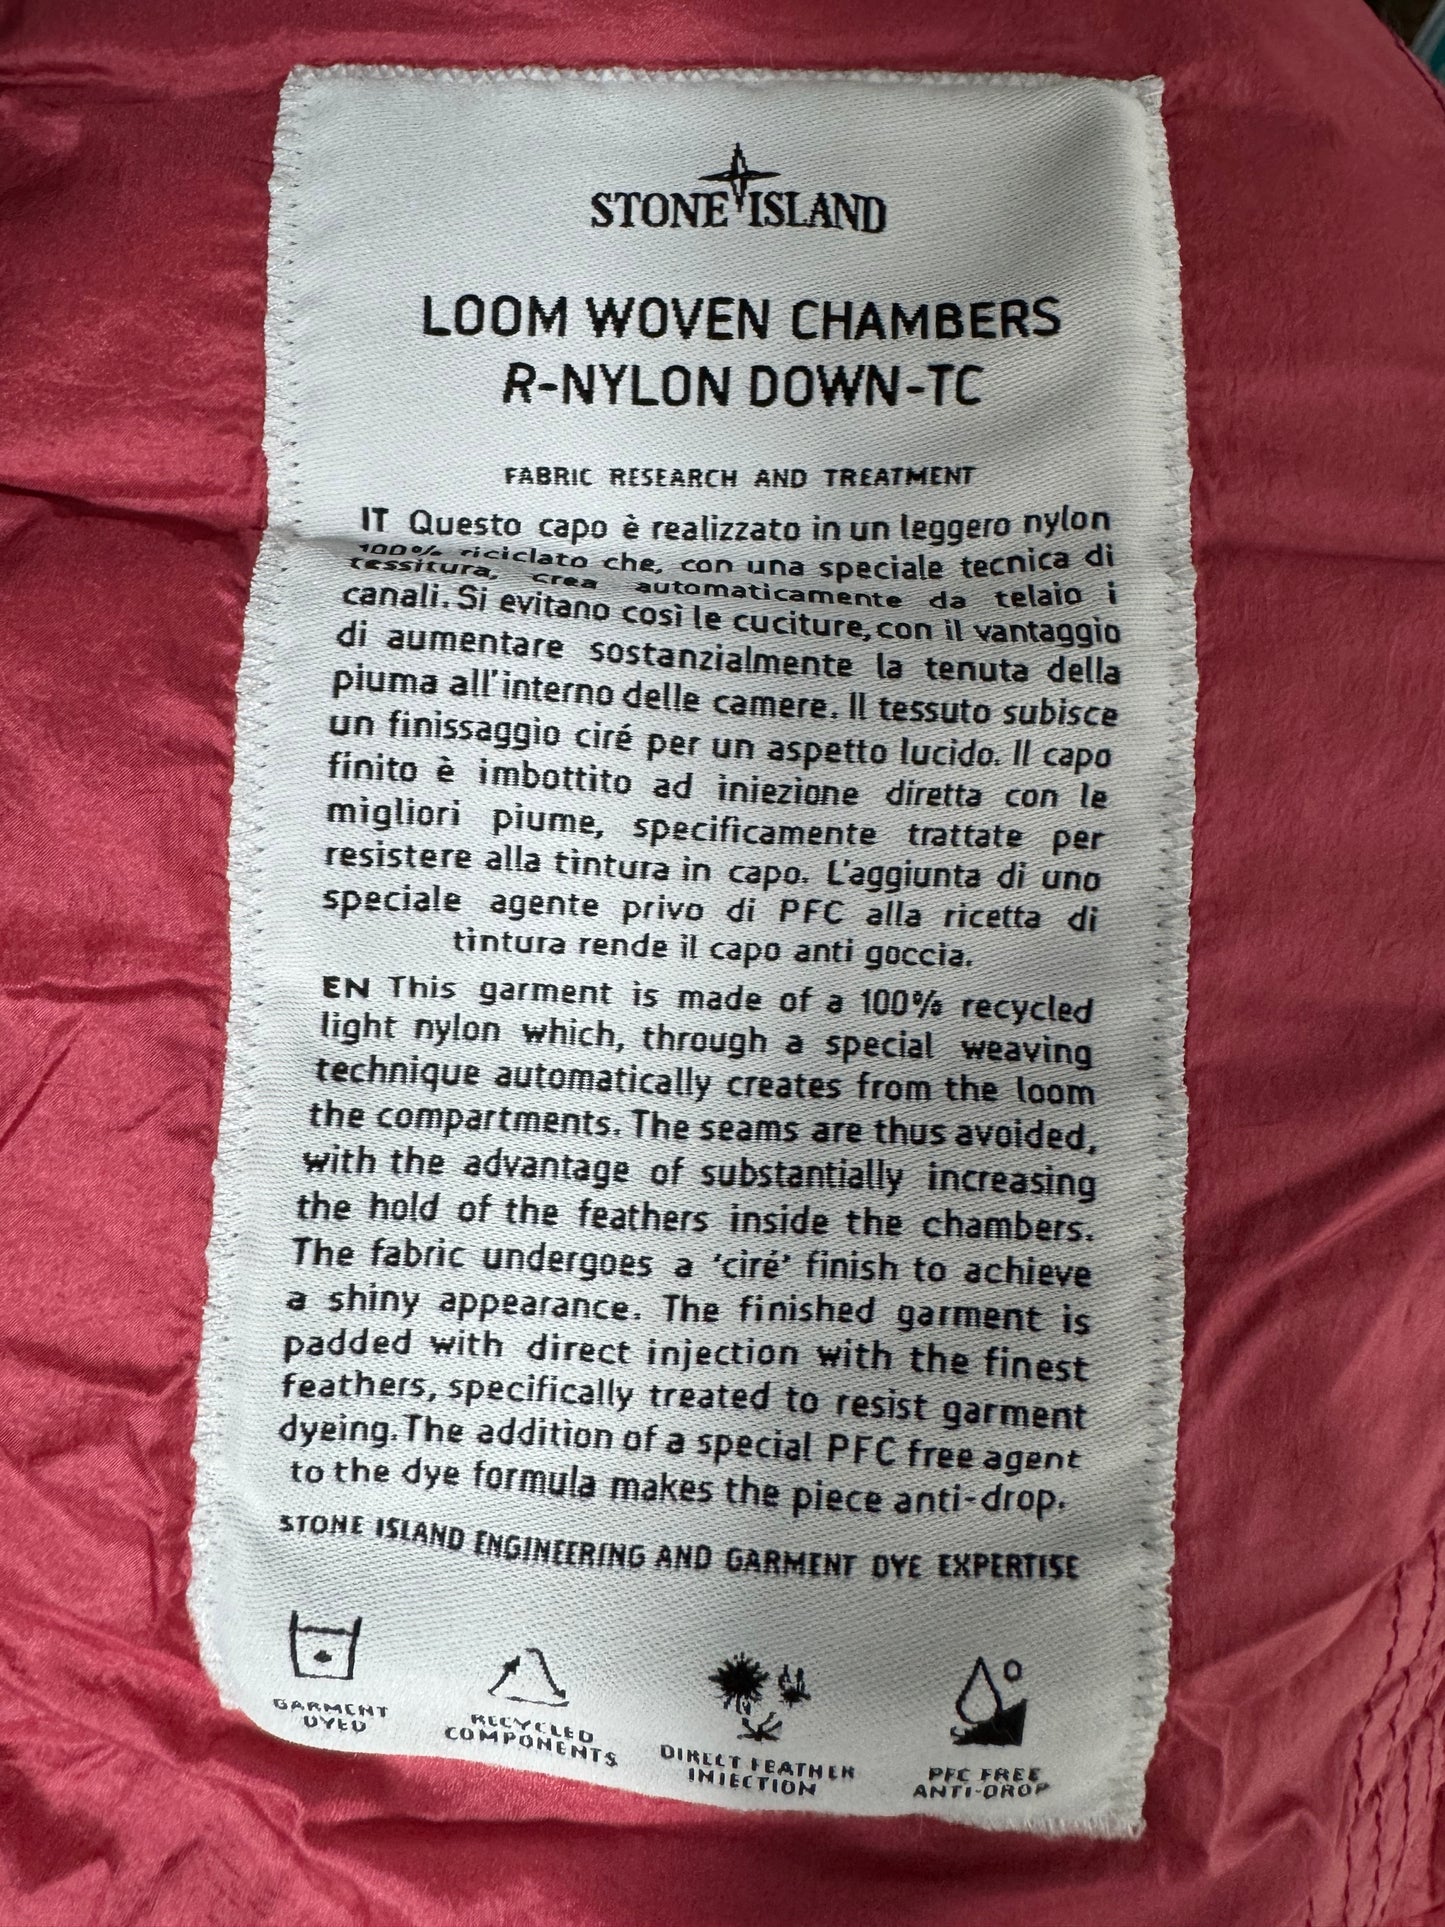 STONE ISLAND
LOOM WOVEN CHAMBERS
R-NYLON DOWN-TC
FABRIC RESEARCH AND TREATMENT
IT Questo capo è realizzato in un leggero nylon
100% riciclato che, con una speciale tecnica di
tessitura, crea automaticamente da telaio i
canali. Si evitano così le cuciture, con il vantaggio
di aumentare sostanzialmente la tenuta della
piuma all'interno delle camere. Il tessuto subisce
un finissaggio ciré per un aspetto lucido. Il capo
finito è imbottito ad iniezione diretta con le
migliori piume, specificamente trattate per
resistere alla tintura in capo. L'aggiunta di uno
speciale agente privo di PFC alla ricetta di
tintura rende il capo anti goccia.
EN This garment is made of a 100% recycled
light nylon which, through a special weaving
technique automatically creates from the loom
the compartments. The seams are thus avoided,
with the advantage of substantially increasing
the hold of the feathers inside the chambers.
The fabric undergoes a 'ciré' finish to achieve
a shiny appearance. The finished garment is
padded with direct injection with the finest
feathers, specifically treated to resist garment
dyeing. The addition of a special PFC free agent
to the dye formula makes the piece anti-drop.
STONE ISLAND ENGINEERING AND GARMENT DYE EXPERTISE
GARMENT
DYED
RECYCLED
COMPONENTS
DIRECT FEATHER
INJECTION
PFC FREE
ANTI-DROP